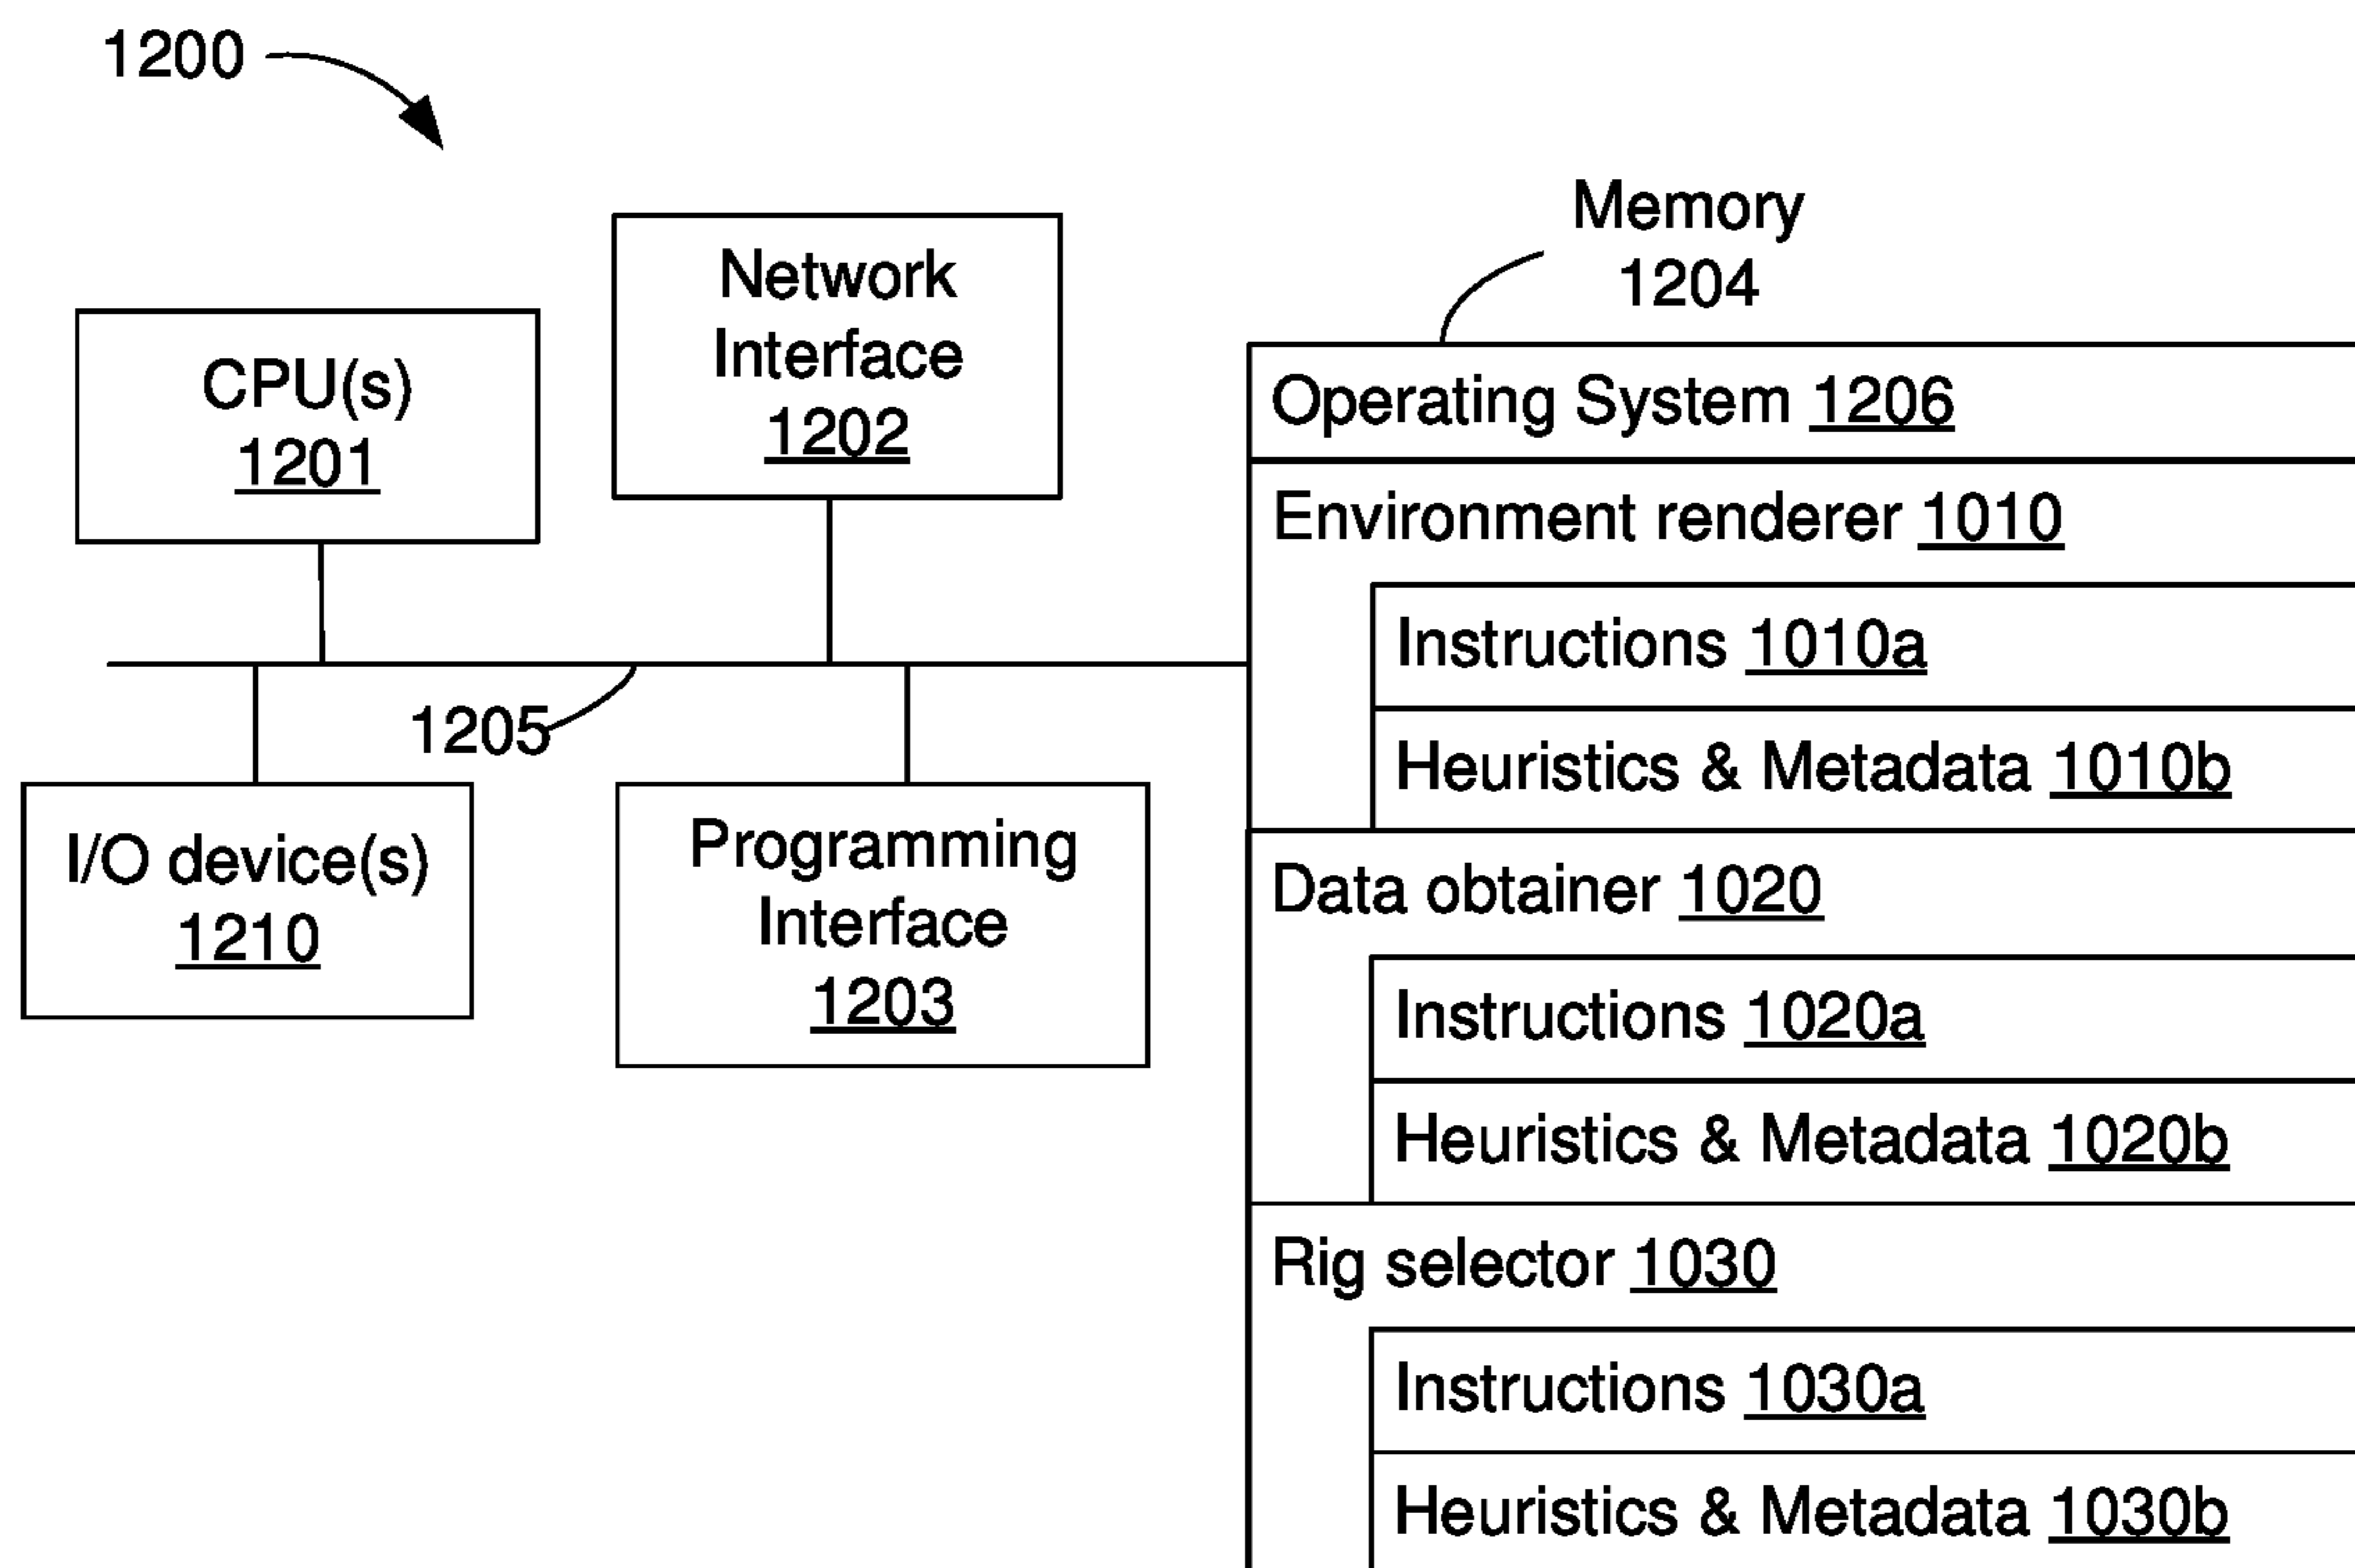 1200
CPU(s)
1201
Network
Interface
1202
Memory
1204
1205
I/O device(s)
1210
Programming
Interface
1203
Operating System 1206
Environment renderer 1010
Instructions 1010a
Heuristics & Metadata 1010b
Data obtainer 1020
Instructions 1020a
Heuristics & Metadata 1020b
Rig selector 1030
Instructions 1030a
Heuristics & Metadata 1030b